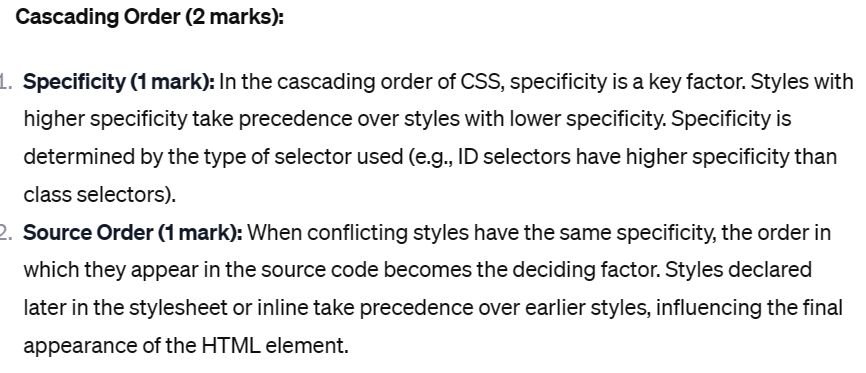 Cascading Order (2 marks):
1. Specificity (1 mark): In the cascading order of CSS, specificity is a key factor. Styles with
higher specificity take precedence over styles with lower specificity. Specificity is
determined by the type of selector used (e.g., ID selectors have higher specificity than
class selectors).
2. Source Order (1 mark): When conflicting styles have the same specificity, the order in
which they appear in the source code becomes the deciding factor. Styles declared
later in the stylesheet or inline take precedence over earlier styles, influencing the final
appearance of the HTML element.